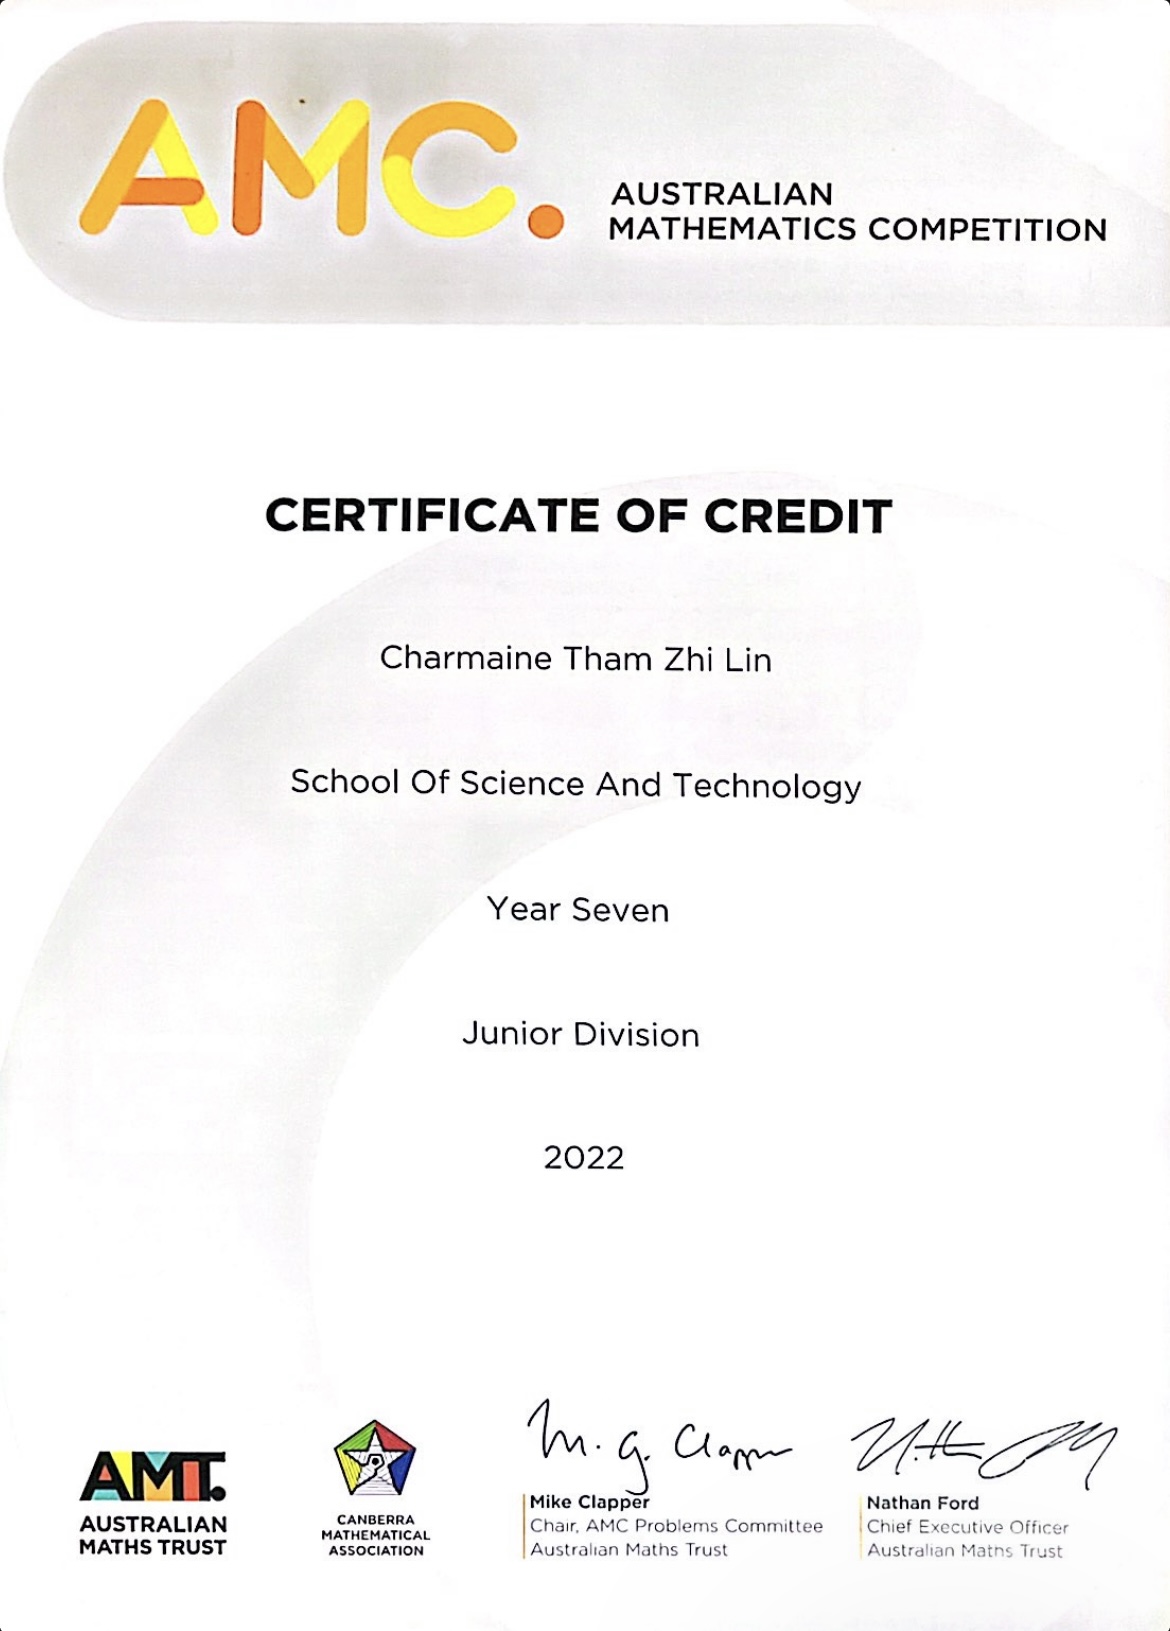 AMC.
AUSTRALIAN
MATHEMATICS COMPETITION
CERTIFICATE OF CREDIT
Charmaine Tham Zhi Lin
School Of Science And Technology
Year Seven
Junior Division
2022
AMT.
AUSTRALIAN
MATHS TRUST
CANBERRA
MATHEMATICAL
ASSOCIATION
M. G. Clapper
Mike Clapper
Chair, AMC Problems Committee
Australian Maths Trust
Nathan Ford
Chief Executive Officer
Australian Maths Trust